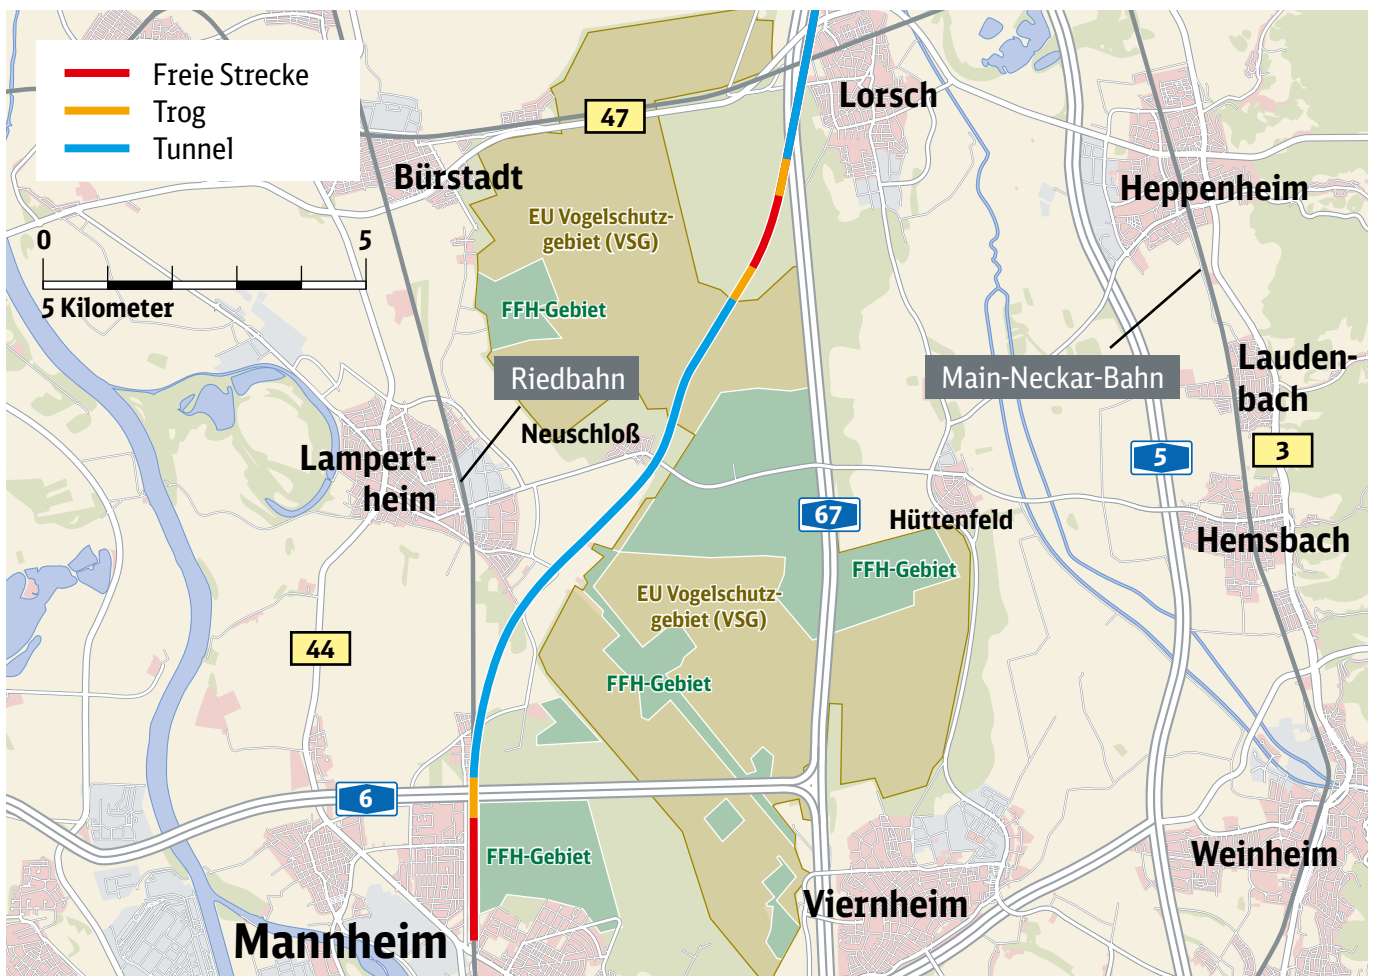 Freie Strecke
Trog
Tunnel
0
5
5 Kilometer
47
Lorsch
Bürstadt
Heppenheim
EU Vogelschutz-
gebiet (VSG)
FFH-Gebiet
Riedbahn
Main-Neckar-Bahn
Lauden-
bach
Neuschloß
Lampert-
heim
5
3
67
Hüttenfeld
Hemsbach
FFH-Gebiet
EU Vogelschutz-
gebiet (VSG)
44
FFH-Gebiet
6
FFH-Gebiet
Weinheim
Viernheim
Mannheim